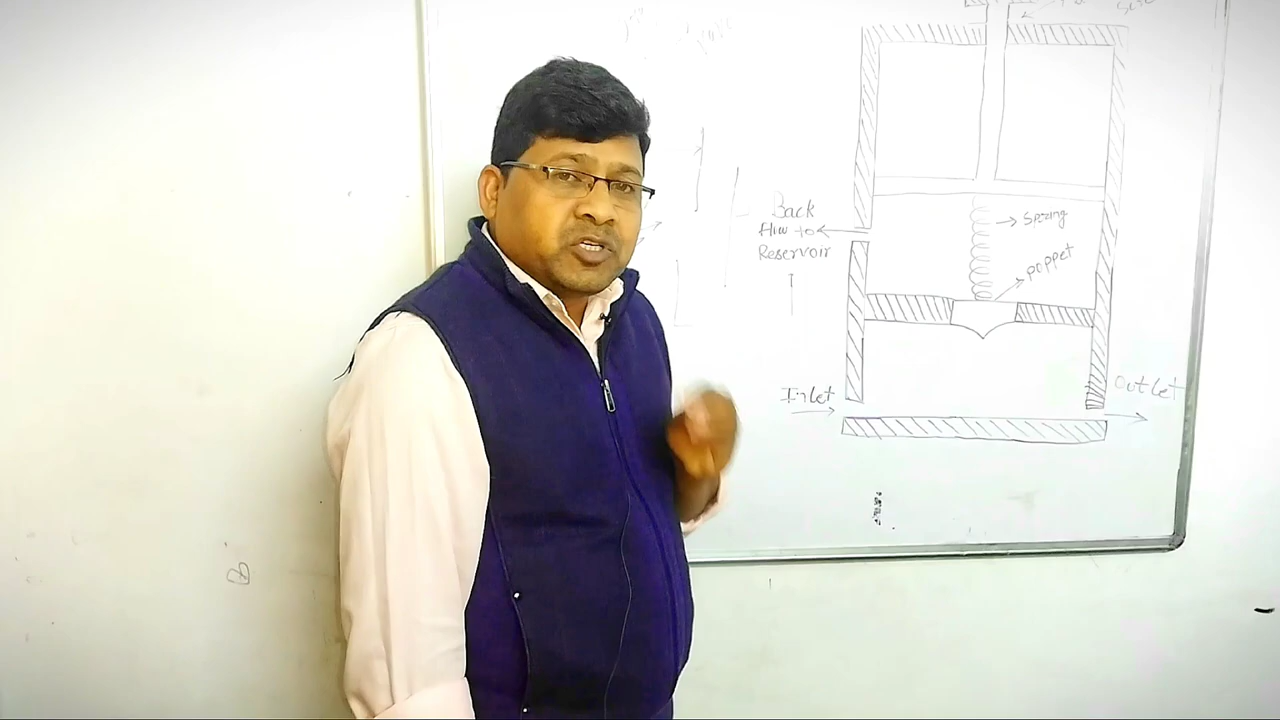 Back
flow to
Reservoir
Spring
poppet
Inlet
Outlet
B